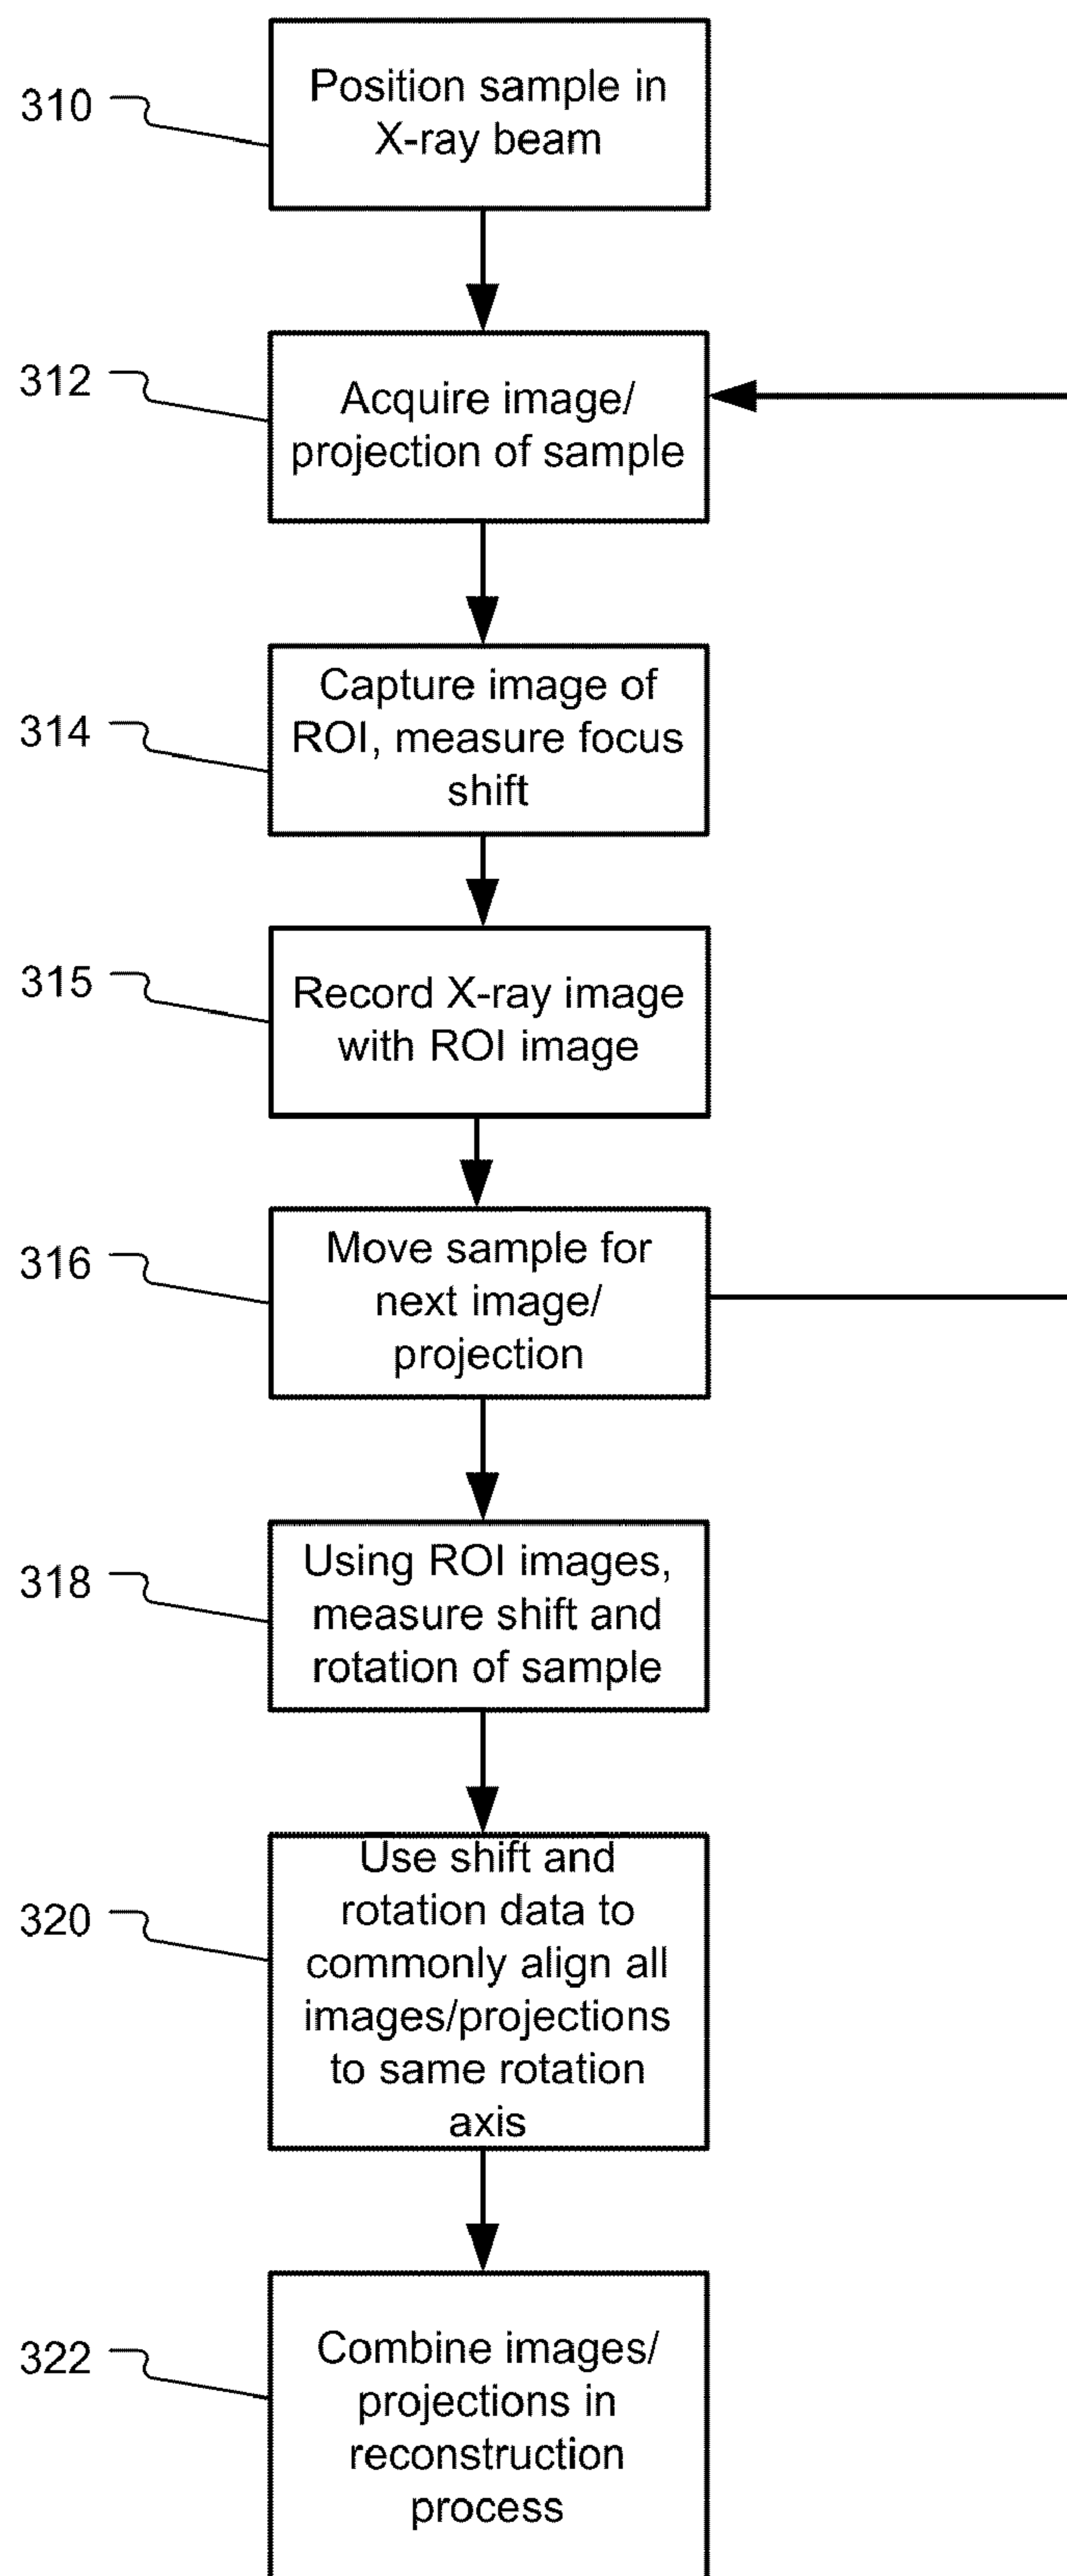 310
Position sample in
X-ray beam
312
Acquire image/
projection of sample
314
Capture image of
ROI, measure focus
shift
315
Record X-ray image
with ROI image
316
Move sample for
next image/
projection
318
Using ROI images,
measure shift and
rotation of sample
320
Use shift and
rotation data to
commonly align all
images/projections
to same rotation
axis
322
Combine images/
projections in
reconstruction
process